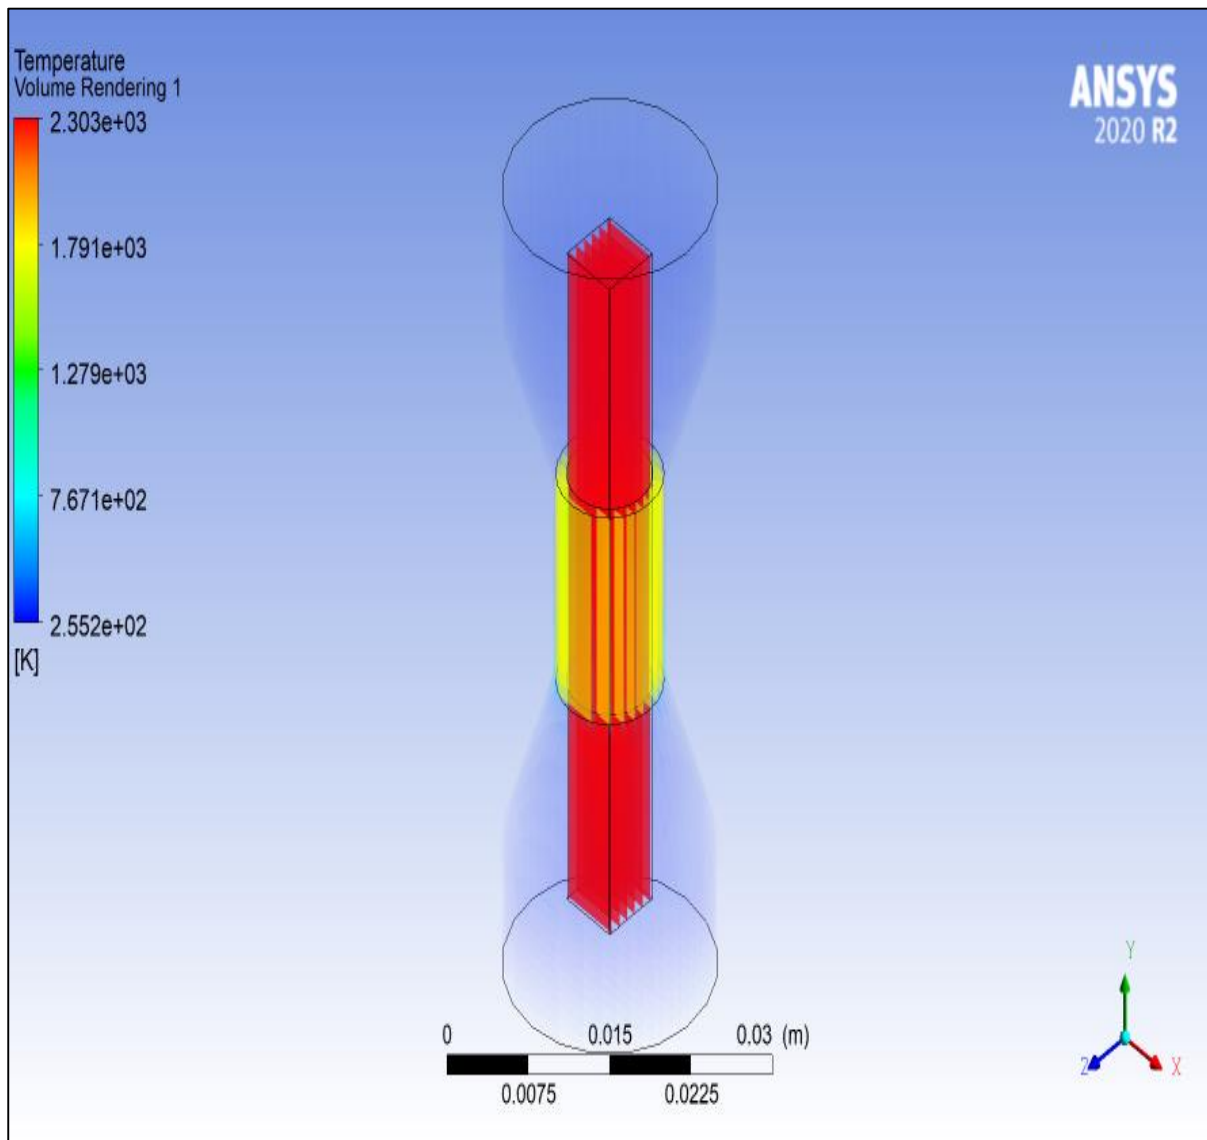 Temperature
Volume Rendering 1
2.303e+03
1.791e+03
1.279e+03
7.671e+02
2.552e+02
[K]
ANSYS
2020 R2
0 0.015 0.03 (m)
0.0075 0.0225
Y
Z X